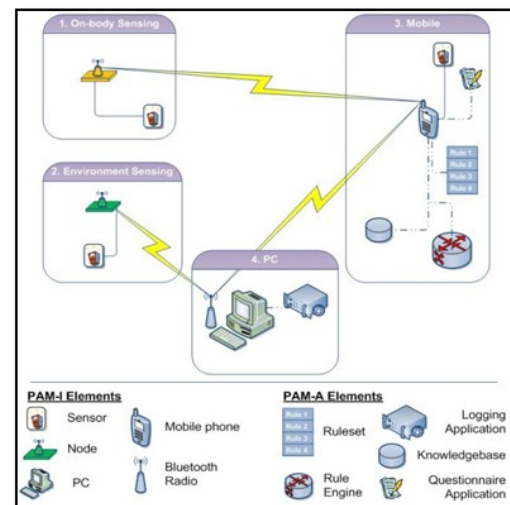 1. On-body Sensing
3. Mobile
Rule 1
Rule 2
Rule 3
Rule 4
2. Environment Sensing
4. PC
PAM-I Elements
Sensor
Mobile phone
Node
PC
Bluetooth
Radio
PAM-A Elements
Rule 1
Rule 2
Rule 3
Rule 4
Ruleset
Logging
Application
Knowledgebase
Rule
Engine
Questionnaire
Application